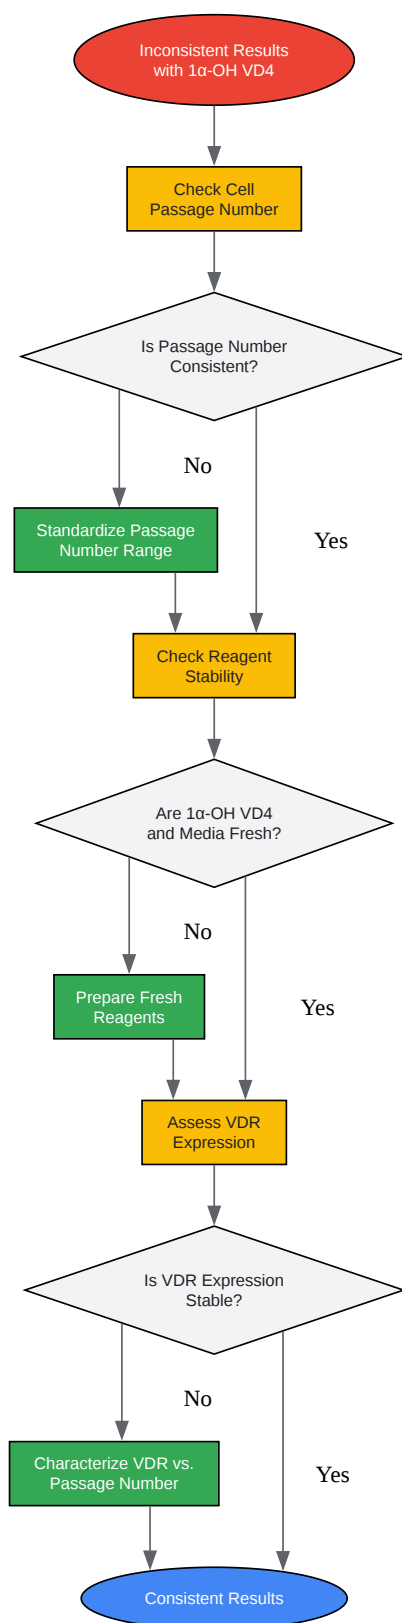 Inconsistent Results
with 1α-OH VD4
Check Cell
Passage Number
Is Passage Number
Consistent?
No
Standardize Passage
Number Range
Yes
Check Reagent
Stability
Are 1α-OH VD4
and Media Fresh?
No
Prepare Fresh
Reagents
Yes
Assess VDR
Expression
Is VDR Expression
Stable?
No
Characterize VDR vs.
Passage Number
Yes
Consistent Results